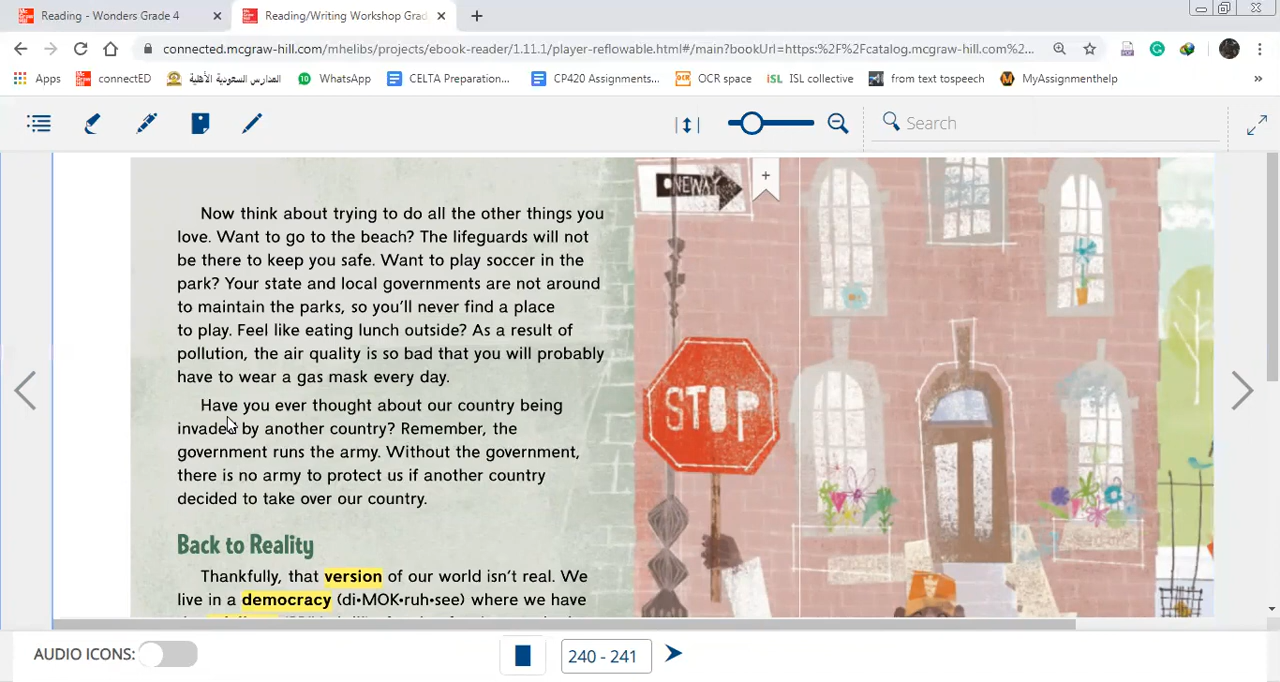 Reading - Wonders Grade 4
Reading/Writing Workshop Grad
connected.mcgraw-hill.com/mhelibs/projects/ebook-reader/1.11.1/player-reflowable.html#/main?bookUrl=https:%2F%2Fcatalog.mcgraw-hill.com%2...
Apps connectED المدارس السعودية الأهلية WhatsApp CELTA Preparation... CP420 Assignments... OCR space ISL collective from text tospeech MyAssignmenthelp »
Search
ONEWAY
Now think about trying to do all the other things you
love. Want to go to the beach? The lifeguards will not
be there to keep you safe. Want to play soccer in the
park? Your state and local governments are not around
to maintain the parks, so you'll never find a place
to play. Feel like eating lunch outside? As a result of
pollution, the air quality is so bad that you will probably
have to wear a gas mask every day.
Have you ever thought about our country being
invaded by another country? Remember, the
government runs the army. Without the government,
there is no army to protect us if another country
decided to take over our country.
STOP
Back to Reality
Thankfully, that version of our world isn't real. We
live in a democracy (di•MOK•ruh•see) where we have
AUDIO ICONS:
240 - 241